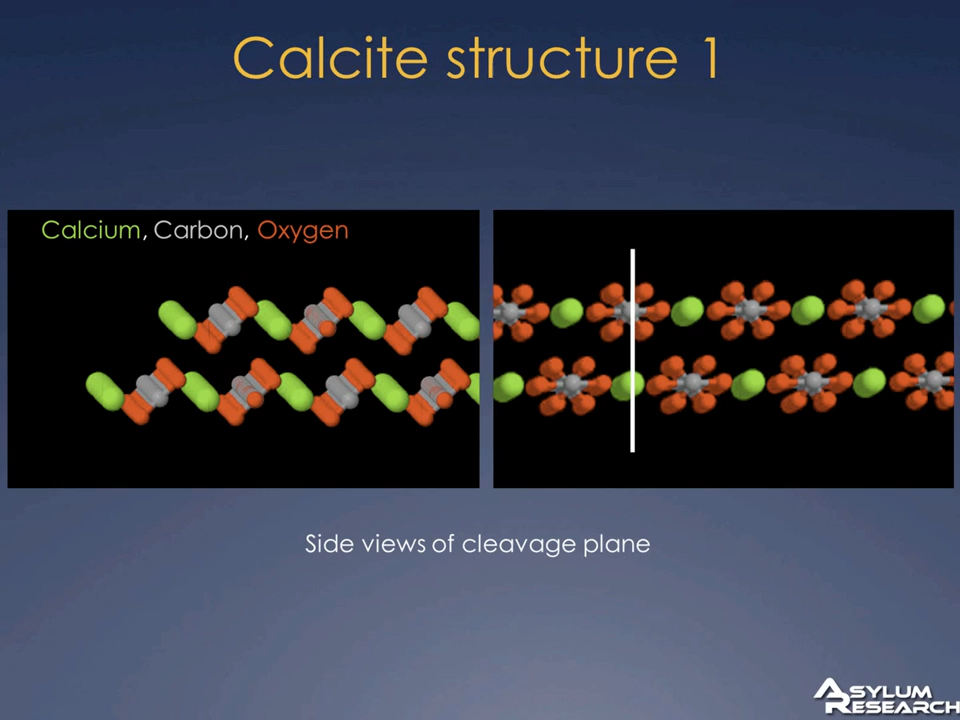 Calcite structure 1
Calcium, Carbon, Oxygen
Side views of cleavage plane
ASYLUM
RESEARCH